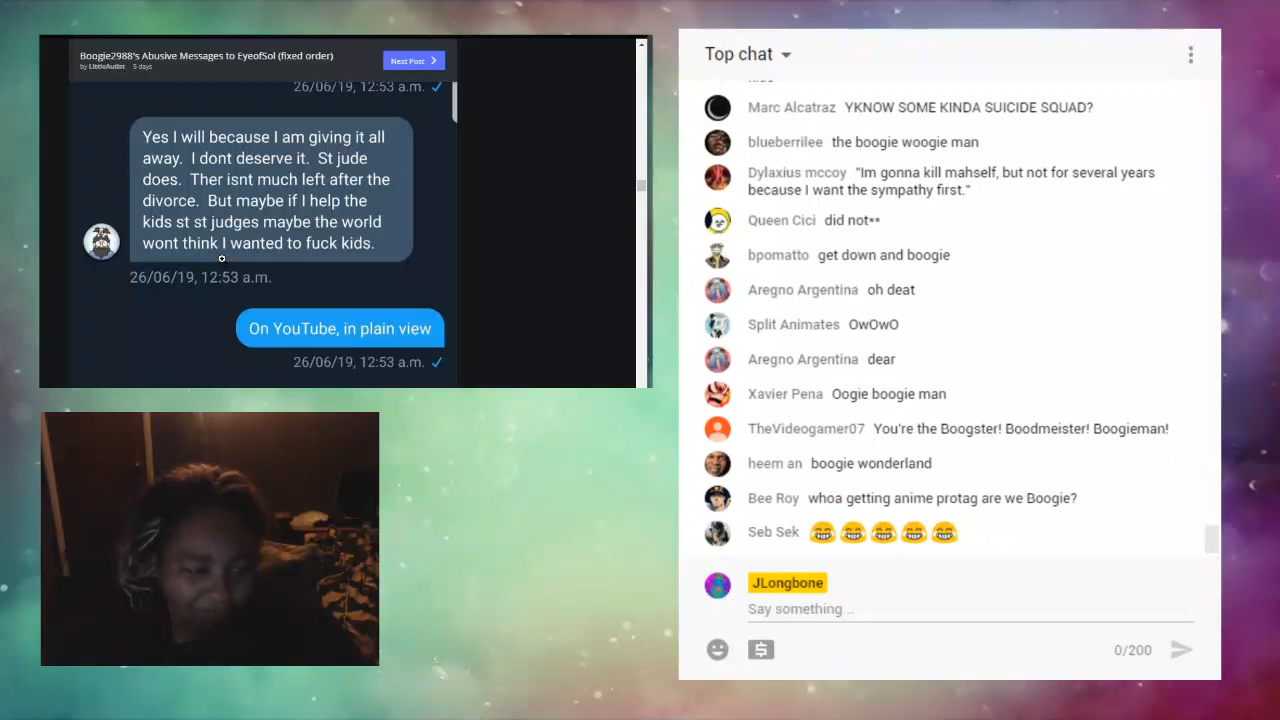 Boogie2988's Abusive Messages to EyeofSol (fixed order)
by LittleAutist 5 days
Next Post
26/06/19, 12:53 a.m.
Yes I will because I am giving it all
away. I dont deserve it. St jude
does. Ther isnt much left after the
divorce. But maybe if I help the
kids st st judges maybe the world
wont think I wanted to fuck kids.
26/06/19, 12:53 a.m.
On YouTube, in plain view
26/06/19, 12:53 a.m.
Top chat
Marc Alcatraz YKNOW SOME KINDA SUICIDE SQUAD?
blueberrilee the boogie woogie man
Dylaxius mccoy "Im gonna kill mahself, but not for several years
because I want the sympathy first."
Queen Cici did not**
bpomatto get down and boogie
Aregno Argentina oh deat
Split Animates OwOwO
Aregno Argentina dear
Xavier Pena Oogie boogie man
TheVideogamer07 You're the Boogster! Boodmeister! Boogieman!
heem an boogie wonderland
Bee Roy whoa getting anime protag are we Boogie?
Seb Sek 😂😂😂😂😂
JLongbone
Say something...
0/200